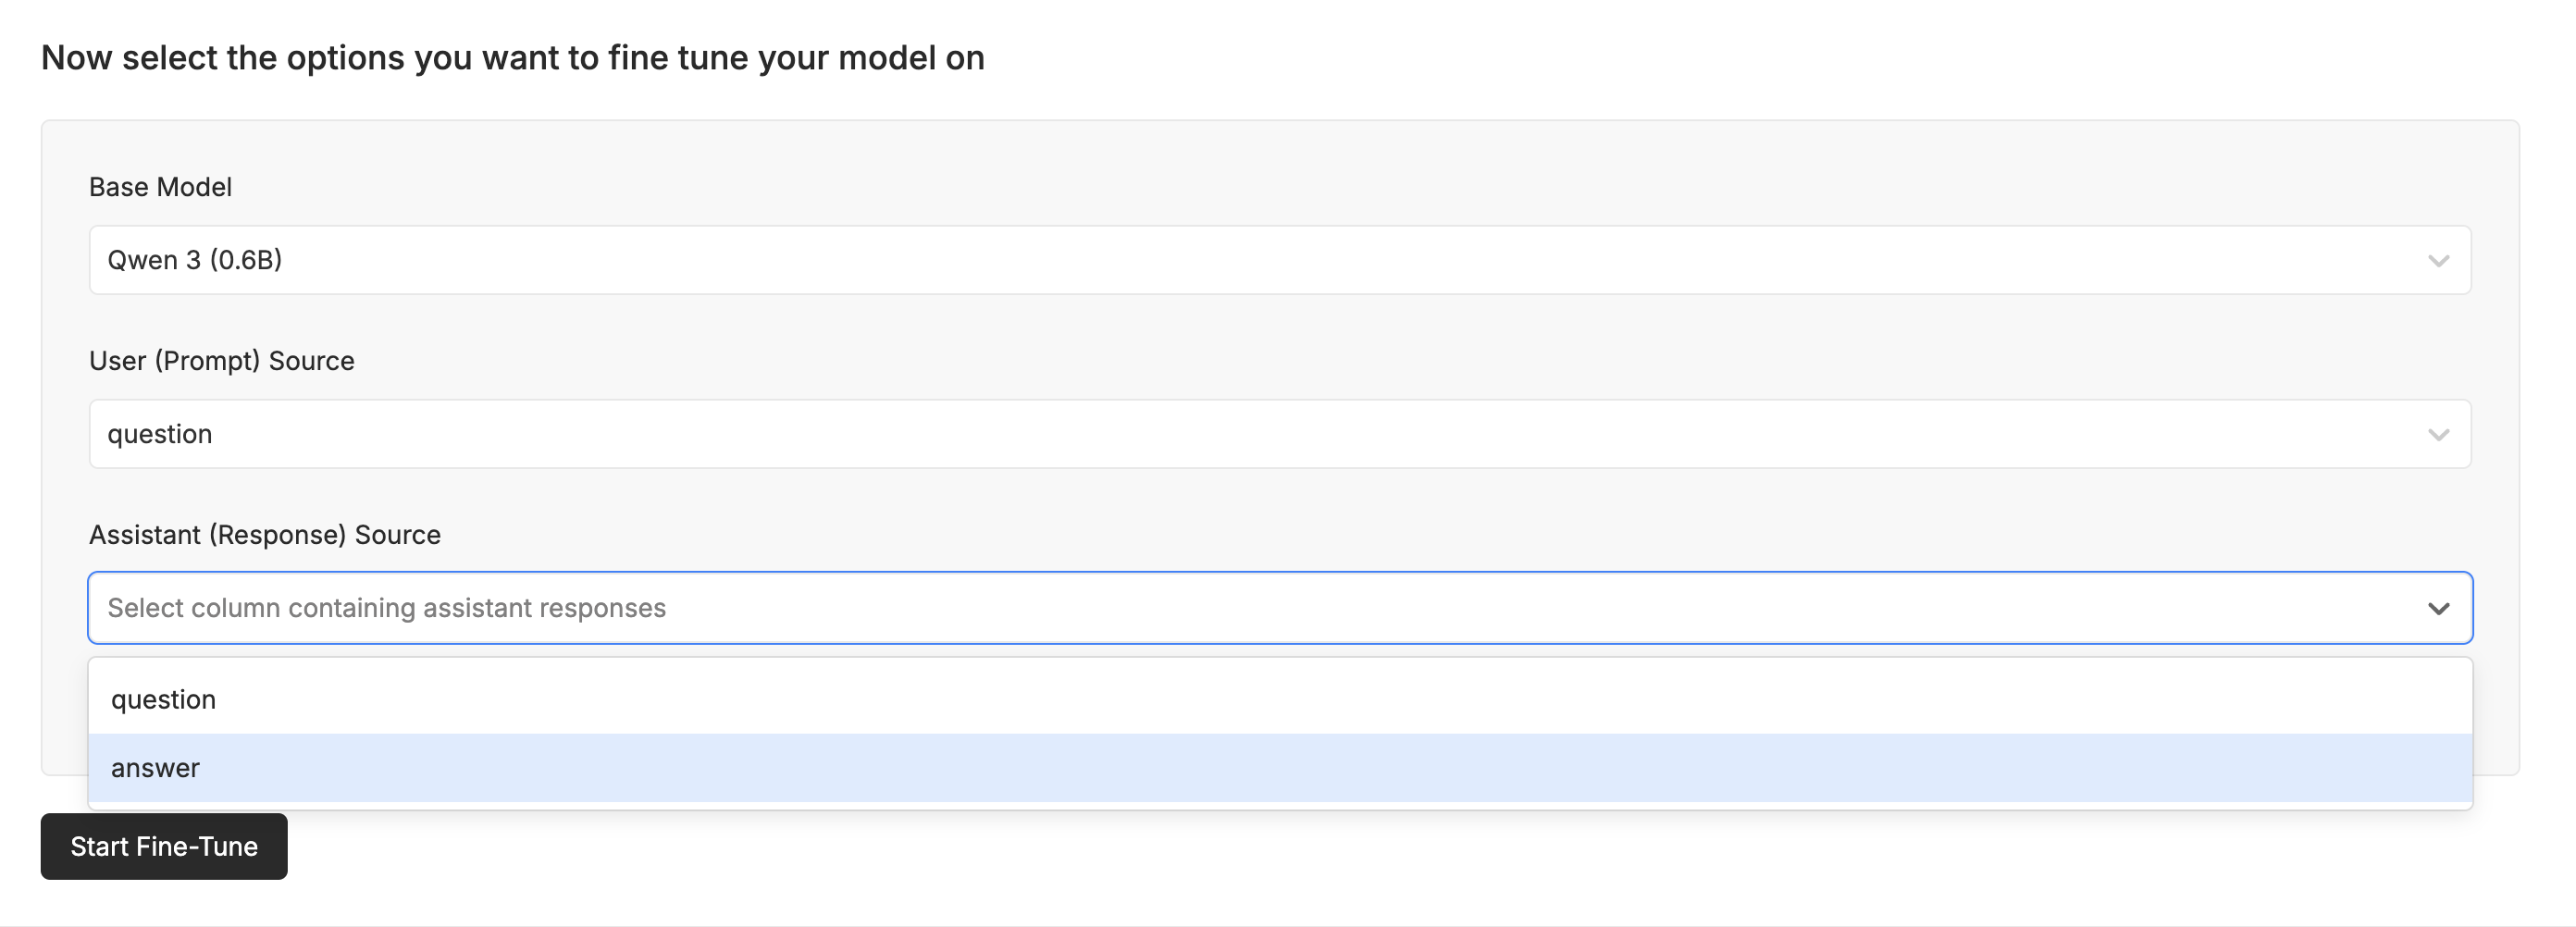 Now select the options you want to fine tune your model on
Base Model
Qwen 3 (0.6B)
User (Prompt) Source
question
Assistant (Response) Source
Select column containing assistant responses
question
answer
Start Fine-Tune